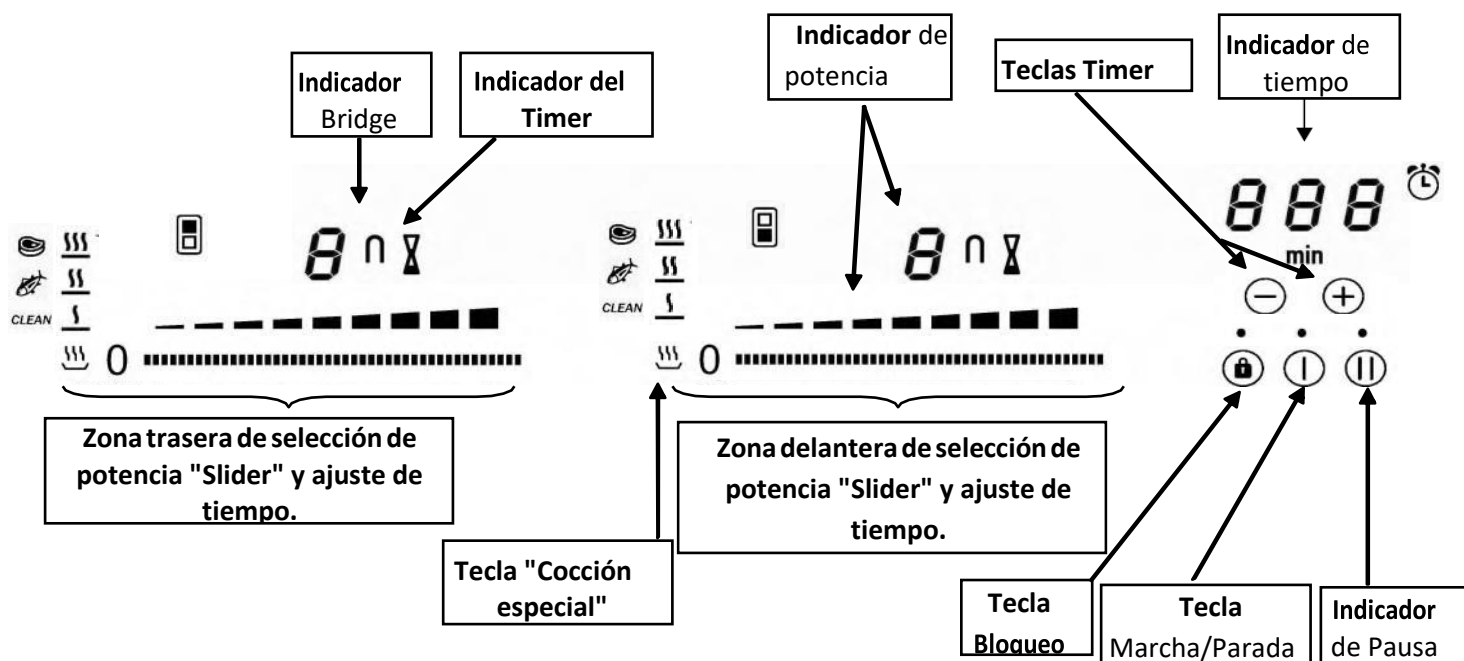 Indicador
Bridge
Indicador del
Timer
Indicador de
potencia
Teclas Timer
Indicador de
tiempo
8
8
888
min
CLEAN
0
CLEAN
0
Zona trasera de selección de
potencia "Slider" y ajuste de
tiempo.
Zona delantera de selección de
potencia "Slider" y ajuste de
tiempo.
Tecla "Cocción
especial"
Tecla
Bloqueo
Tecla
Marcha/Parada
Indicador
de Pausa